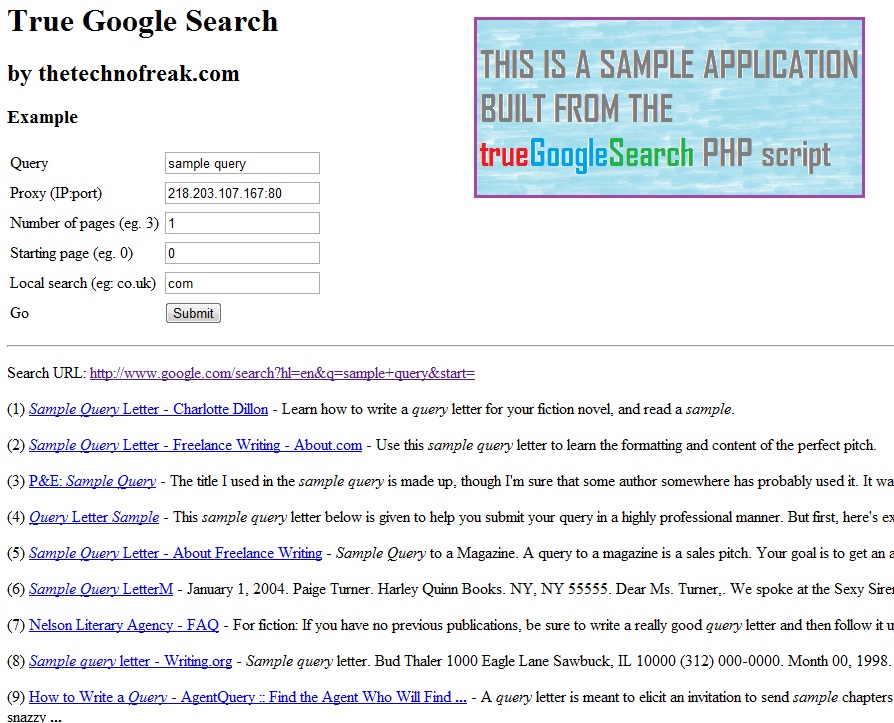 True Google Search
by thetechnofreak.com
Example
Query sample query
Proxy (IP:port) 218.203.107.167:80
Number of pages (eg. 3) 1
Starting page (eg. 0) 0
Local search (eg: co.uk) com
Go Submit
THIS IS A SAMPLE APPLICATION
BUILT FROM THE
trueGoogleSearch PHP script
Search URL: http://www.google.com/search?hl=en&q=sample+query&start=
(1) Sample Query Letter - Charlotte Dillon - Learn how to write a query letter for your fiction novel, and read a sample.
(2) Sample Query Letter - Freelance Writing - About.com - Use this sample query letter to learn the formatting and content of the perfect pitch.
(3) P&E: Sample Query - The title I used in the sample query is made up, though I'm sure that some author somewhere has probably used it. It wa
(4) Query Letter Sample - This sample query letter below is given to help you submit your query in a highly professional manner. But first, here's ex
(5) Sample Query Letter - About Freelance Writing - Sample Query to a Magazine. A query to a magazine is a sales pitch. Your goal is to get an a
(6) Sample Query LetterM - January 1, 2004. Paige Turner. Harley Quinn Books. NY, NY 55555. Dear Ms. Turner,. We spoke at the Sexy Siren
(7) Nelson Literary Agency - FAQ - For fiction: If you have no previous publications, be sure to write a really good query letter and then follow it u
(8) Sample query letter - Writing.org - Sample query letter. Bud Thaler 1000 Eagle Lane Sawbuck, IL 10000 (312) 000-0000. Month 00, 1998.
(9) How to Write a Query - AgentQuery :: Find the Agent Who Will Find ... - A query letter is meant to elicit an invitation to send sample chapters
snazzy ...